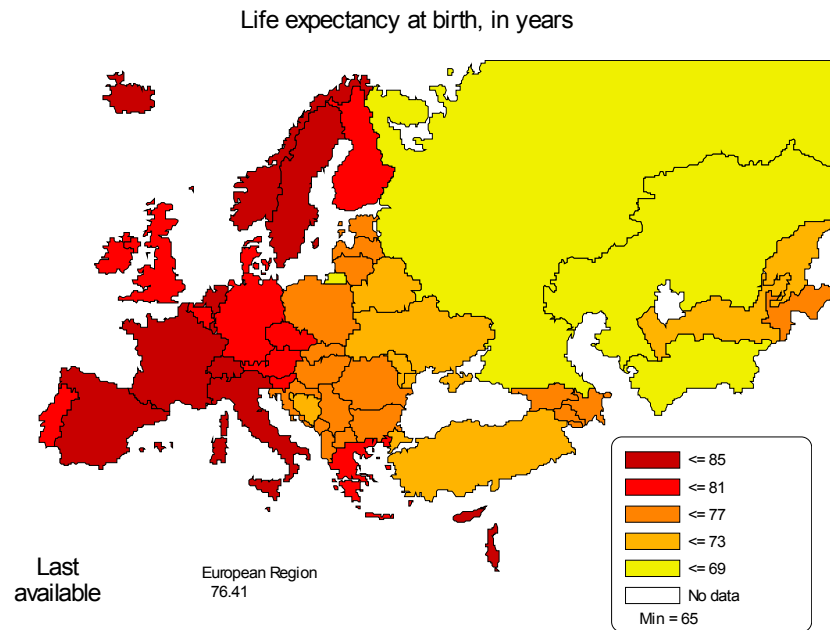 Life expectancy at birth, in years
<= 85
<= 81
<= 77
<= 73
<= 69
No data
Min = 65
Last
available
European Region
76.41